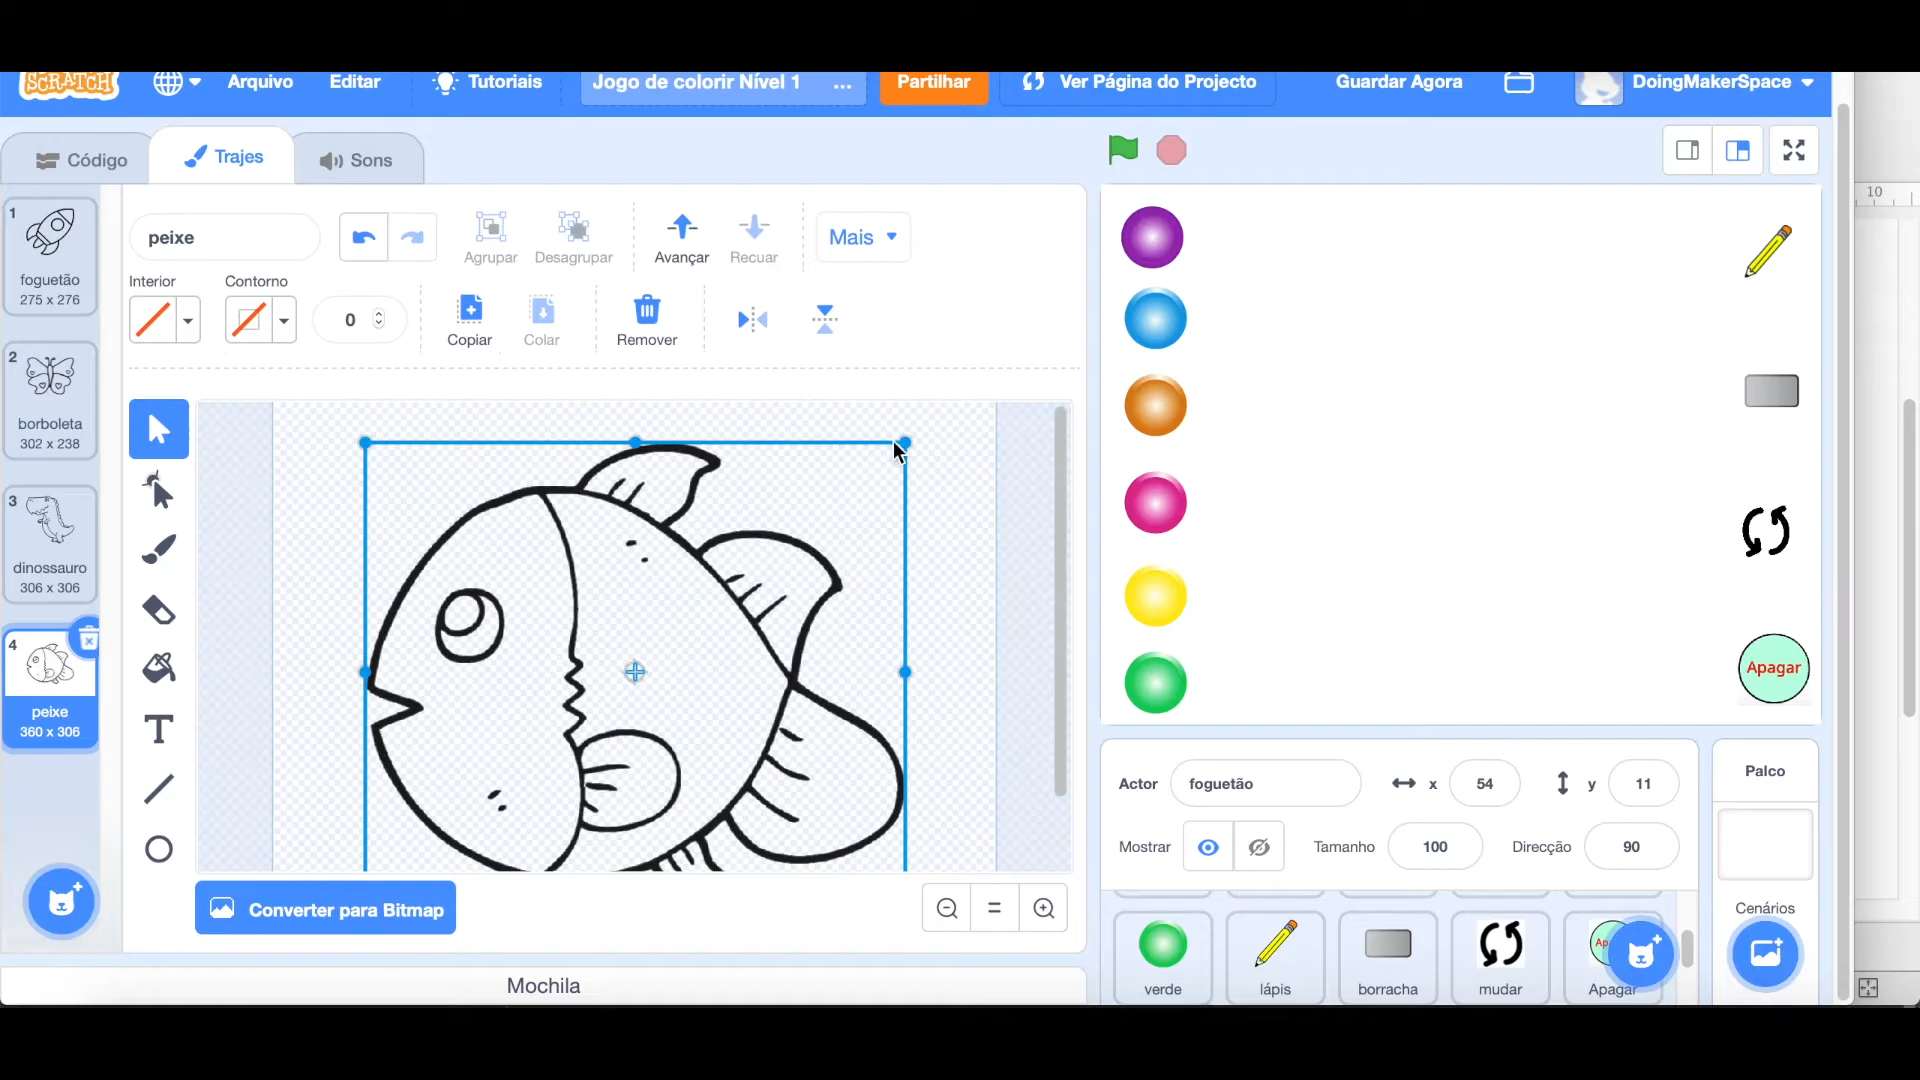 SCRATCH
Arquivo
Editar
Tutoriais
Jogo de colorir Nível 1
...
Partilhar
Ver Página do Projecto
Guardar Agora
DoingMakerSpace
Código
Trajes
Sons
10
1
foguetão
275 x 276
2
borboleta
302 x 238
3
dinossauro
306 x 306
4
peixe
360 x 306
peixe
Agrupar
Desagrupar
Avançar
Recuar
Mais
Interior
Contorno
0
Copiar
Colar
Remover
T
Converter para Bitmap
=
Mochila
Apagar
Actor
foguetão
x
54
y
11
Mostrar
Tamanho
100
Direcção
90
Palco
Cenários
verde
lápis
borracha
mudar
Ap
Apagar